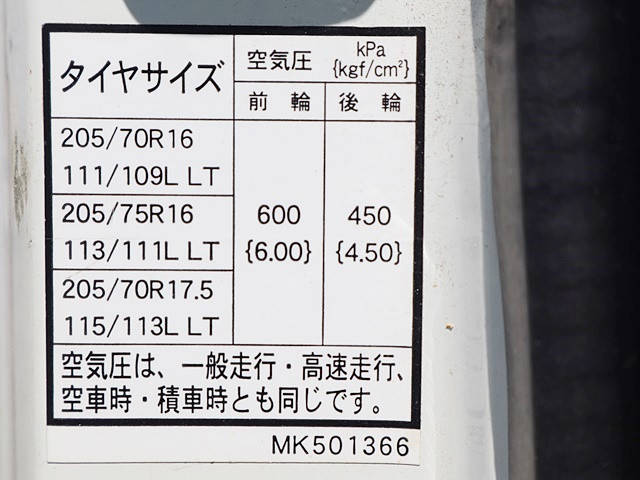 タイヤサイズ
空気圧 kPa
{kgf/cm²}
前輪 後輪
205/70R16
111/109L LT
205/75R16
113/111L LT
205/70R17.5
115/113L LT
600 450
{6.00} {4.50}
空気圧は、一般走行・高速走行、
空車時・積車時とも同じです。
MK501366